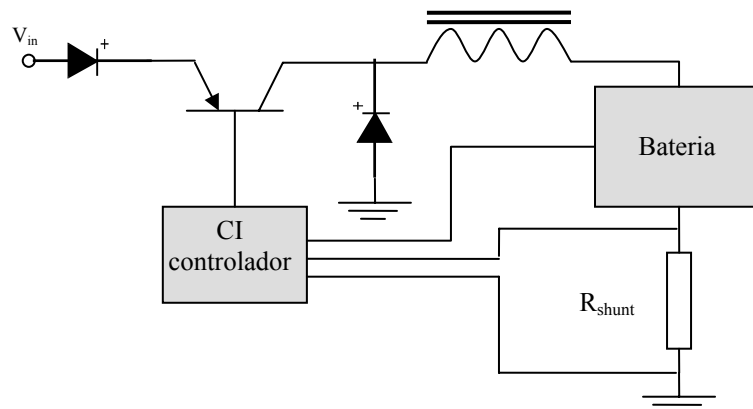 V_in
+
+
Bateria
CI
controlador
R_shunt